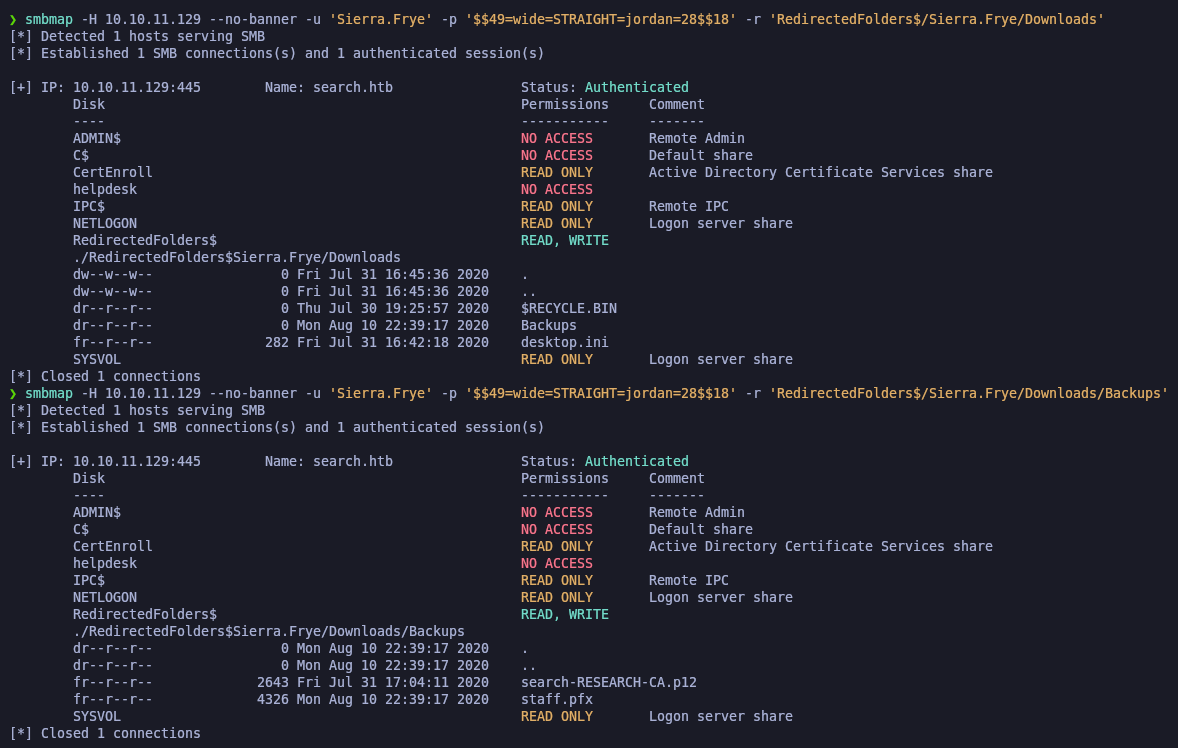 ❯ smbmap -H 10.10.11.129 --no-banner -u 'Sierra.Frye' -p '$$49=wide=STRAIGHT=jordan=28$$18' -r 'RedirectedFolders$/Sierra.Frye/Downloads'
[*] Detected 1 hosts serving SMB
[*] Established 1 SMB connections(s) and 1 authenticated session(s)
[+] IP: 10.10.11.129:445 Name: search.htb Status: Authenticated
Disk Permissions Comment
---- ----------- -------
ADMIN$ NO ACCESS Remote Admin
C$ NO ACCESS Default share
CertEnroll READ ONLY Active Directory Certificate Services share
helpdesk NO ACCESS
IPC$ READ ONLY Remote IPC
NETLOGON READ ONLY Logon server share
RedirectedFolders$ READ, WRITE
./RedirectedFolders$Sierra.Frye/Downloads
dw--w--w-- 0 Fri Jul 31 16:45:36 2020 .
dw--w--w-- 0 Fri Jul 31 16:45:36 2020 ..
dr--r--r-- 0 Thu Jul 30 19:25:57 2020 $RECYCLE.BIN
dr--r--r-- 0 Mon Aug 10 22:39:17 2020 Backups
fr--r--r-- 282 Fri Jul 31 16:42:18 2020 desktop.ini
SYSVOL READ ONLY Logon server share
[*] Closed 1 connections
❯ smbmap -H 10.10.11.129 --no-banner -u 'Sierra.Frye' -p '$$49=wide=STRAIGHT=jordan=28$$18' -r 'RedirectedFolders$/Sierra.Frye/Downloads/Backups'
[*] Detected 1 hosts serving SMB
[*] Established 1 SMB connections(s) and 1 authenticated session(s)
[+] IP: 10.10.11.129:445 Name: search.htb Status: Authenticated
Disk Permissions Comment
---- ----------- -------
ADMIN$ NO ACCESS Remote Admin
C$ NO ACCESS Default share
CertEnroll READ ONLY Active Directory Certificate Services share
helpdesk NO ACCESS
IPC$ READ ONLY Remote IPC
NETLOGON READ ONLY Logon server share
RedirectedFolders$ READ, WRITE
./RedirectedFolders$Sierra.Frye/Downloads/Backups
dr--r--r-- 0 Mon Aug 10 22:39:17 2020 .
dr--r--r-- 0 Mon Aug 10 22:39:17 2020 ..
fr--r--r-- 2643 Fri Jul 31 17:04:11 2020 search-RESEARCH-CA.p12
fr--r--r-- 4326 Mon Aug 10 22:39:17 2020 staff.pfx
SYSVOL READ ONLY Logon server share
[*] Closed 1 connections